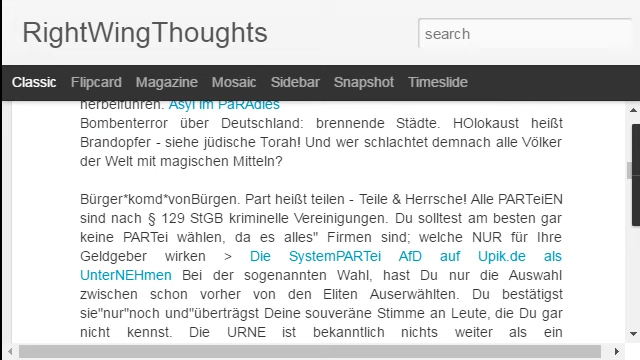 RightWingThoughts
search
Classic Flipcard Magazine Mosaic Sidebar Snapshot Timeslide
herbeiführen. Asyl im PaRAdies
Bombenterror über Deutschland: brennende Städte. HOlokaust heißt
Brandopfer - siehe jüdische Torah! Und wer schlachtet demnach alle Völker
der Welt mit magischen Mitteln?
Bürger*komd*vonBürgen. Part heißt teilen - Teile & Herrsche! Alle PARTeiEN
sind nach § 129 StGB kriminelle Vereinigungen. Du solltest am besten gar
keine PARTei wählen, da es alles" Firmen sind; welche NUR für Ihre
Geldgeber wirken > Die SystemPARTei AfD auf Upik.de als
UnterNEHmen Bei der sogenannten Wahl, hast Du nur die Auswahl
zwischen schon vorher von den Eliten Auserwählten. Du bestätigst
sie"nur"noch und"überträgst Deine souveräne Stimme an Leute, die Du gar
nicht kennst. Die URNE ist bekanntlich nichts weiter als ein